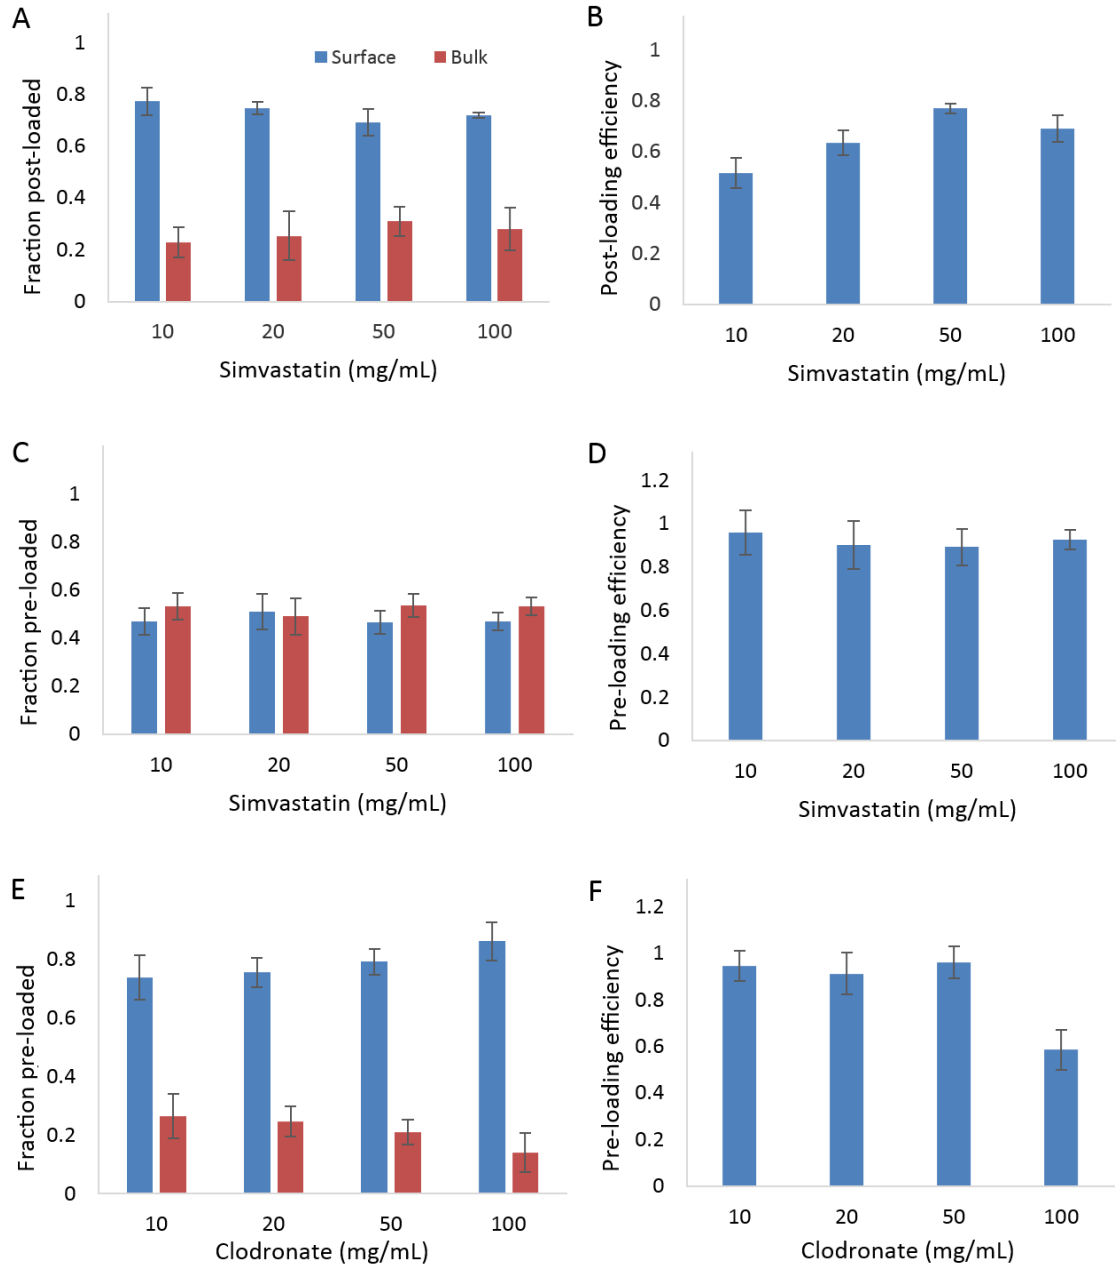 A
Surface
Bulk
Fraction post-loaded
1
0.8
0.6
0.4
0.2
0
10 20 50 100
Simvastatin (mg/mL)
B
Post-loading efficiency
1
0.8
0.6
0.4
0.2
0
10 20 50 100
Simvastatin (mg/mL)
C
Fraction pre-loaded
1
0.8
0.6
0.4
0.2
0
10 20 50 100
Simvastatin (mg/mL)
D
Pre-loading efficiency
1.2
1
0.8
0.6
0.4
0.2
0
10 20 50 100
Simvastatin (mg/mL)
E
Fraction pre-loaded
1
0.8
0.6
0.4
0.2
0
10 20 50 100
Clodronate (mg/mL)
F
Pre-loading efficiency
1.2
1
0.8
0.6
0.4
0.2
0
10 20 50 100
Clodronate (mg/mL)